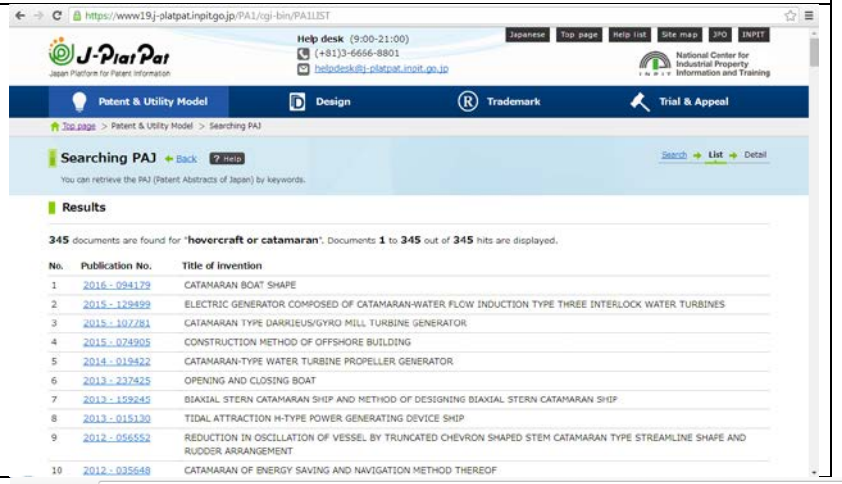 https://www19.j-platpat.inpit.go.jp/PA1/cgi-bin/PA1LIST
J-PlatPat
Japan Platform for Patent Information
Help desk (9:00-21:00)
(+81)3-6666-8801
helpdesk@j-platpat.inpit.go.jp
Japanese Top page Help list Site map JPO INPIT
INPIT
National Center for
Industrial Property
Information and Training
Patent & Utility Model Design Trademark Trial & Appeal
Top page > Patent & Utility Model > Searching PAJ
Searching PAJ Back ? Help
Search List Detail
You can retrieve the PAJ (Patent Abstracts of Japan) by keywords.
Results
345 documents are found for "hovercraft or catamaran". Documents 1 to 345 out of 345 hits are displayed.
No. Publication No. Title of invention
1 2016 - 094179 CATAMARAN BOAT SHAPE
2 2015 - 129499 ELECTRIC GENERATOR COMPOSED OF CATAMARAN-WATER FLOW INDUCTION TYPE THREE INTERLOCK WATER TURBINES
3 2015 - 107781 CATAMARAN TYPE DARRIEUS/GYRO MILL TURBINE GENERATOR
4 2015 - 074905 CONSTRUCTION METHOD OF OFFSHORE BUILDING
5 2014 - 019422 CATAMARAN-TYPE WATER TURBINE PROPELLER GENERATOR
6 2013 - 237425 OPENING AND CLOSING BOAT
7 2013 - 159245 BIAXIAL STERN CATAMARAN SHIP AND METHOD OF DESIGNING BIAXIAL STERN CATAMARAN SHIP
8 2013 - 015130 TIDAL ATTRACTION H-TYPE POWER GENERATING DEVICE SHIP
9 2012 - 056552 REDUCTION IN OSCILLATION OF VESSEL BY TRUNCATED CHEVRON SHAPED STEM CATAMARAN TYPE STREAMLINE SHAPE AND
RUDDER ARRANGEMENT
10 2012 - 035648 CATAMARAN OF ENERGY SAVING AND NAVIGATION METHOD THEREOF